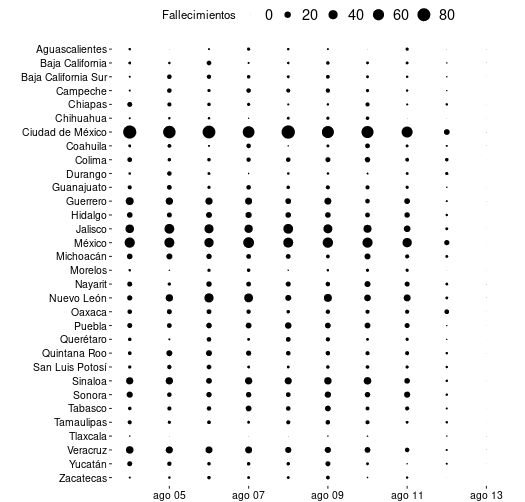 Fallecimientos 0 20 40 60 80
Aguascalientes
Baja California
Baja California Sur
Campeche
Chiapas
Chihuahua
Ciudad de México
Coahuila
Colima
Durango
Guanajuato
Guerrero
Hidalgo
Jalisco
México
Michoacán
Morelos
Nayarit
Nuevo León
Oaxaca
Puebla
Querétaro
Quintana Roo
San Luis Potosí
Sinaloa
Sonora
Tabasco
Tamaulipas
Tlaxcala
Veracruz
Yucatán
Zacatecas
ago 05 ago 07 ago 09 ago 11 ago 13